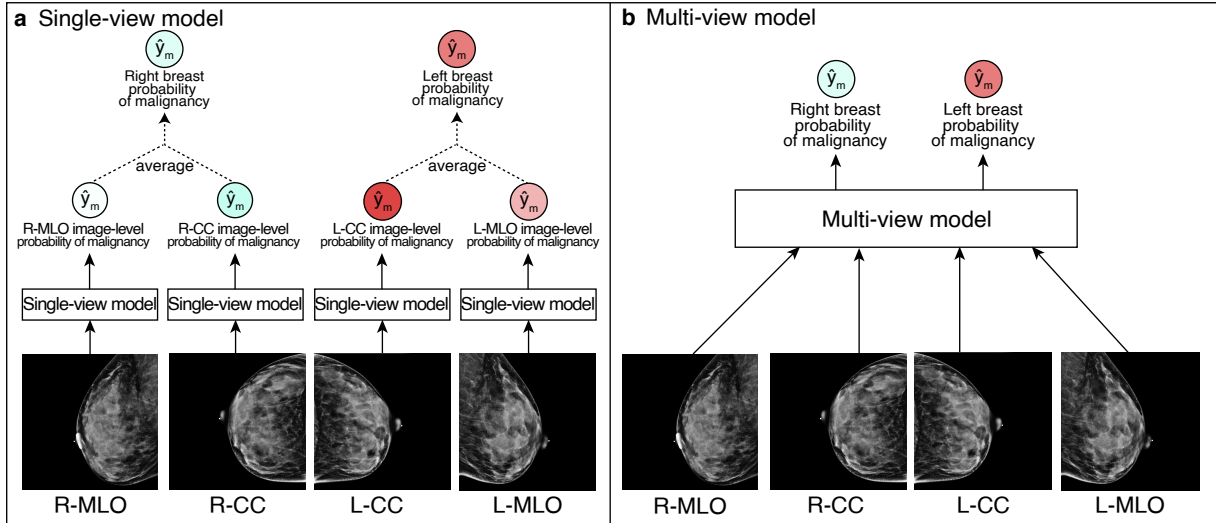 a Single-view model
ŷm
ŷm
Right breast
probability
of malignancy
Left breast
probability
of malignancy
average
average
ŷm
ŷm
ŷm
ŷm
R-MLO image-level
probability of malignancy
R-CC image-level
probability of malignancy
L-CC image-level
probability of malignancy
L-MLO image-level
probability of malignancy
Single-view model
Single-view model
Single-view model
Single-view model
R-MLO
R-CC
L-CC
L-MLO
b Multi-view model
ŷm
ŷm
Right breast
probability
of malignancy
Left breast
probability
of malignancy
Multi-view model
R-MLO
R-CC
L-CC
L-MLO